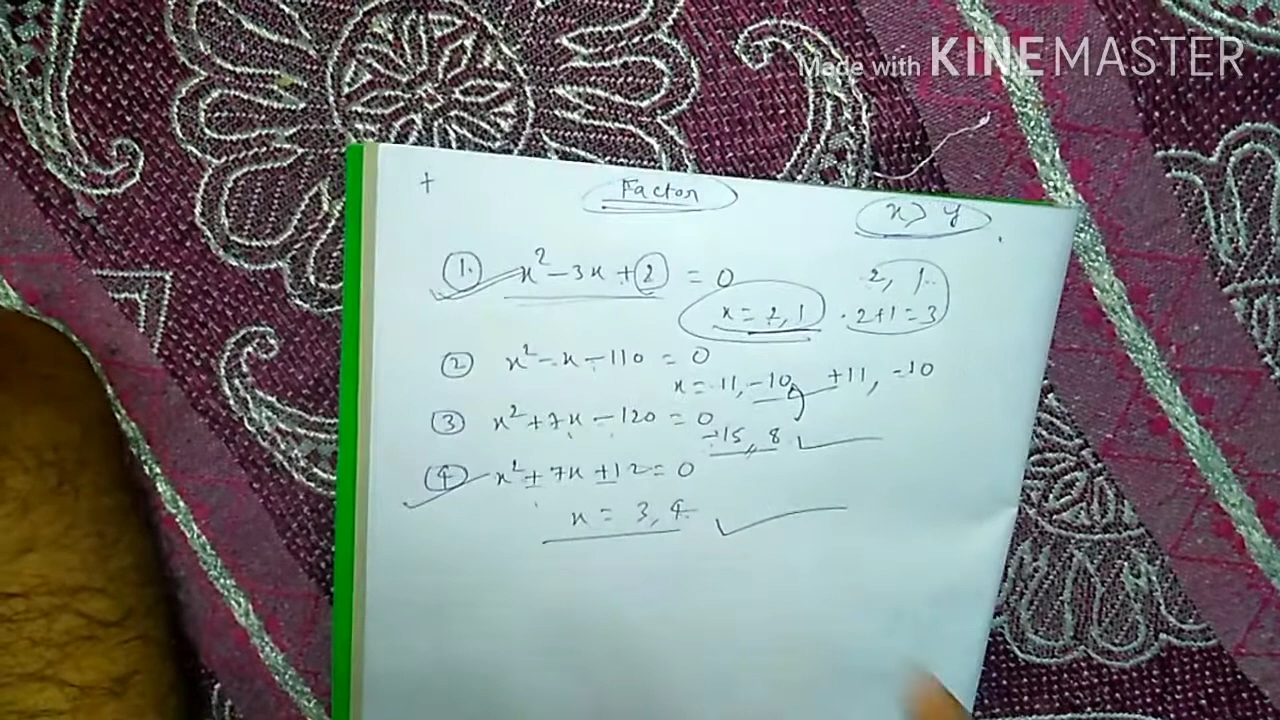 Made with KINEMASTER
+ Factor
x > y
① x² - 3x + 2 = 0
2, 1
x = 2, 1 . 2+1 = 3
② x² - x - 110 = 0
x = 11, -10 +11, -10
③ x² + 7x - 120 = 0
-15, 8
④ x² + 7x + 12 = 0
x = 3, 4